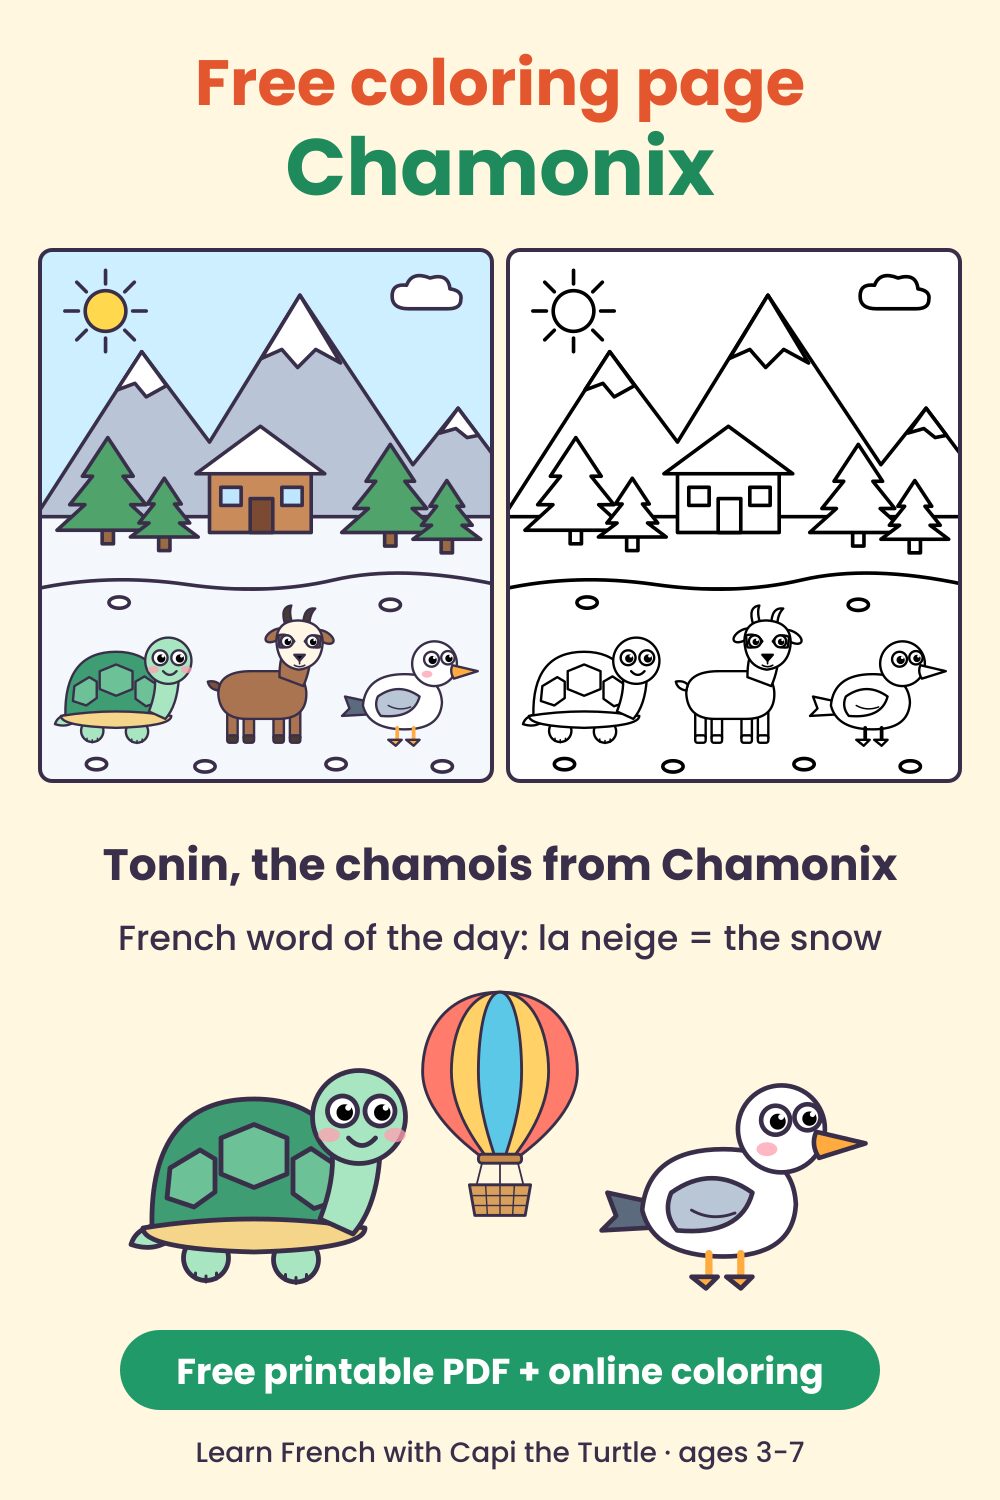 Free coloring page
Chamonix
Tonin, the chamois from Chamonix
French word of the day: la neige = the snow
Free printable PDF + online coloring
Learn French with Capi the Turtle · ages 3-7